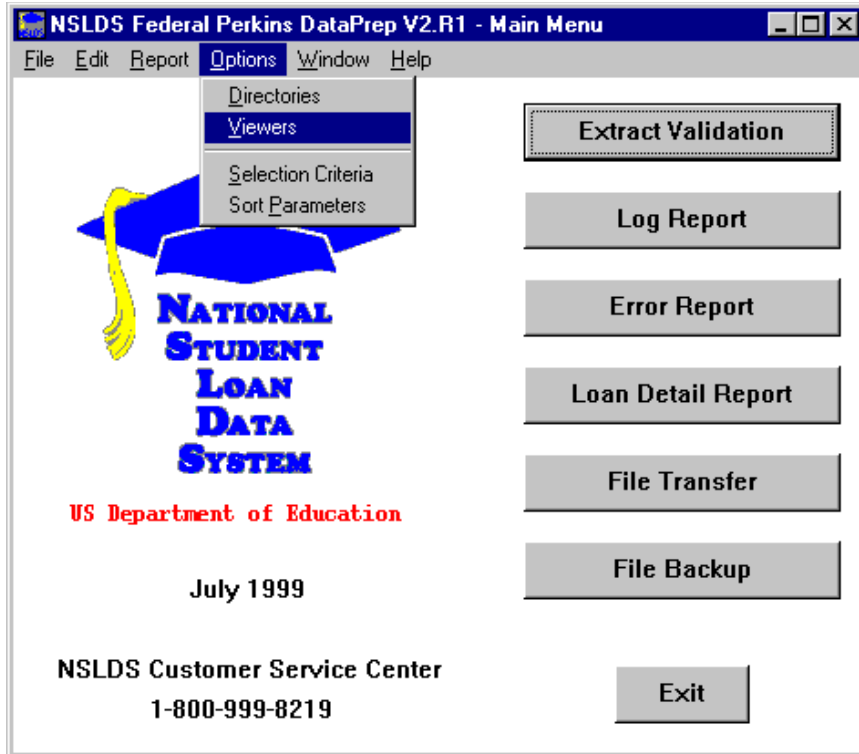 NSLDS Federal Perkins DataPrep V2.R1 - Main Menu
File Edit Report Options Window Help
Directories
Viewers
Selection Criteria
Sort Parameters
NATIONAL
STUDENT
LOAN
DATA
SYSTEM
US Department of Education
July 1999
NSLDS Customer Service Center
1-800-999-8219
Extract Validation
Log Report
Error Report
Loan Detail Report
File Transfer
File Backup
Exit